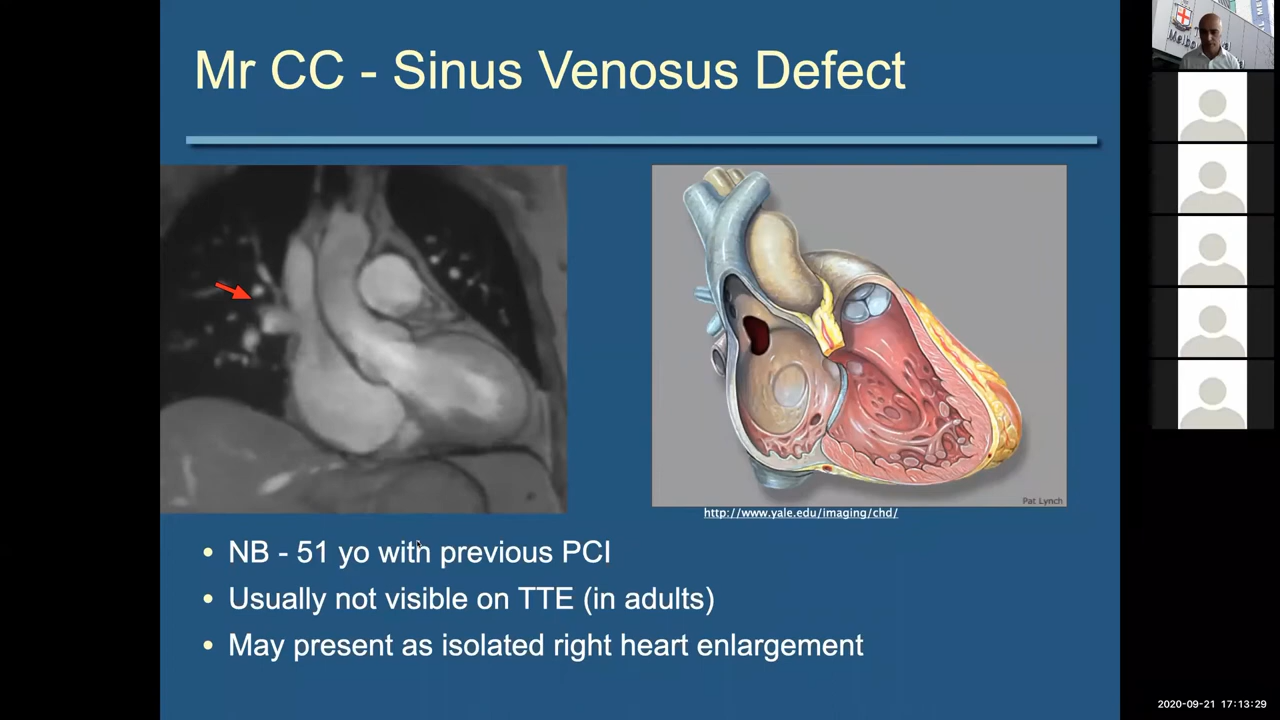 Mr CC - Sinus Venosus Defect
Pat Lynch
http://www.yale.edu/imaging/chd/
• NB - 51 yo with previous PCI
• Usually not visible on TTE (in adults)
• May present as isolated right heart enlargement
2020-09-21 17:13:29